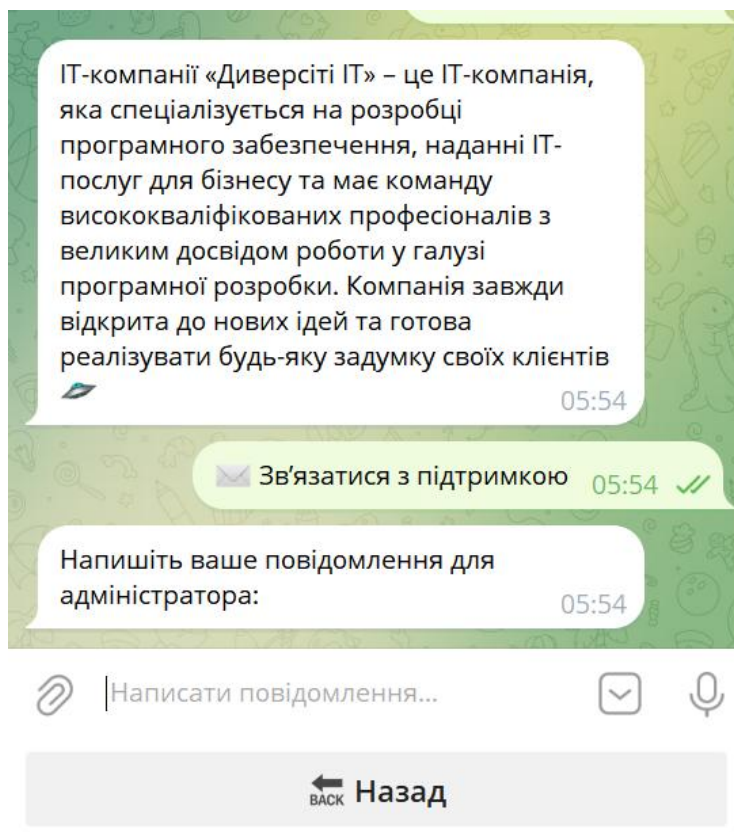 ІТ-компанії «Диверсіті ІТ» – це ІТ-компанія,
яка спеціалізується на розробці
програмного забезпечення, наданні ІТ-
послуг для бізнесу та має команду
висококваліфікованих професіоналів з
великим досвідом роботи у галузі
програмної розробки. Компанія завжди
відкрита до нових ідей та готова
реалізувати будь-яку задумку своїх клієнтів
05:54
Зв’язатися з підтримкою 05:54
Напишіть ваше повідомлення для
адміністратора:
05:54
Написати повідомлення...
BACK Назад